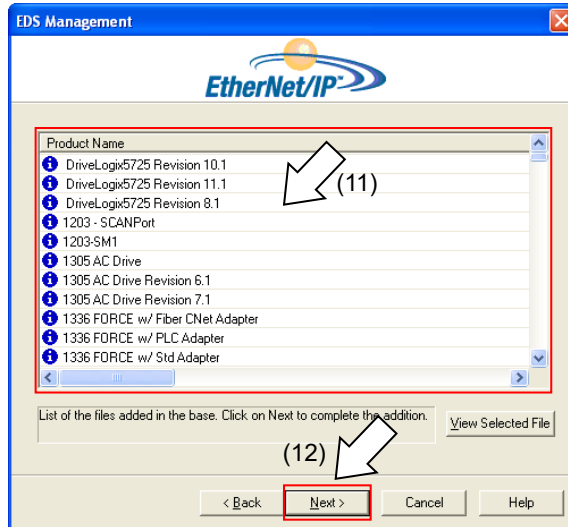 EDS Management
EtherNet/IP™
Product Name
DriveLogix5725 Revision 10.1
DriveLogix5725 Revision 11.1
DriveLogix5725 Revision 8.1
1203 - SCANPort
1203-SM1
1305 AC Drive
1305 AC Drive Revision 6.1
1305 AC Drive Revision 7.1
1336 FORCE w/ Fiber CNet Adapter
1336 FORCE w/ PLC Adapter
1336 FORCE w/ Std Adapter
(11)
List of the files added in the base. Click on Next to complete the addition.
View Selected File
(12)
< Back
Next >
Cancel
Help